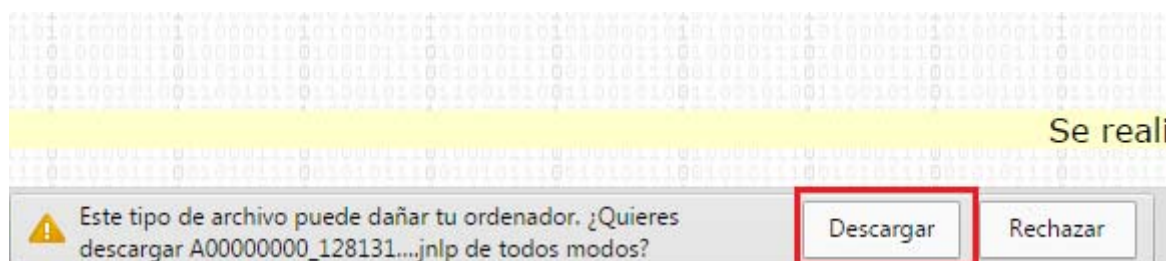 Se reali
Este tipo de archivo puede dañar tu ordenador. ¿Quieres
descargar A00000000_128131....jnlp de todos modos?
Descargar
Rechazar